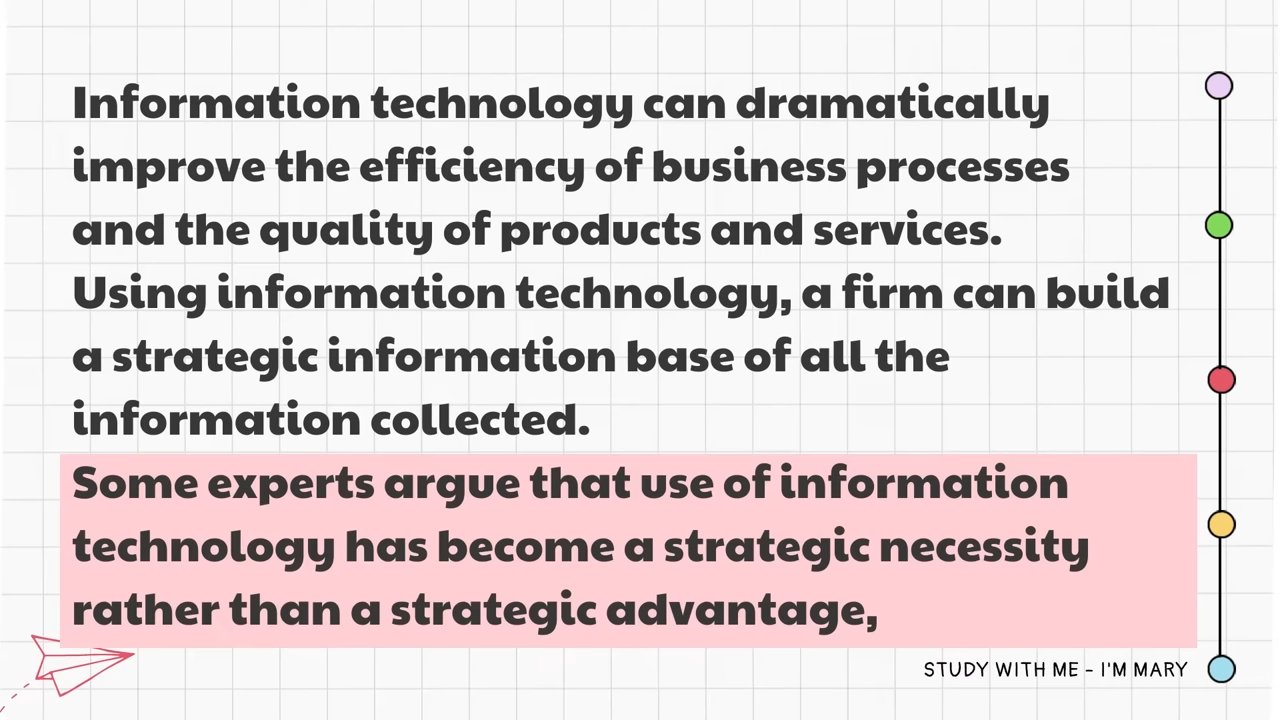 Information technology can dramatically
improve the efficiency of business processes
and the quality of products and services.
Using information technology, a firm can build
a strategic information base of all the
information collected.
Some experts argue that use of information
technology has become a strategic necessity
rather than a strategic advantage,
STUDY WITH ME - I'M MARY